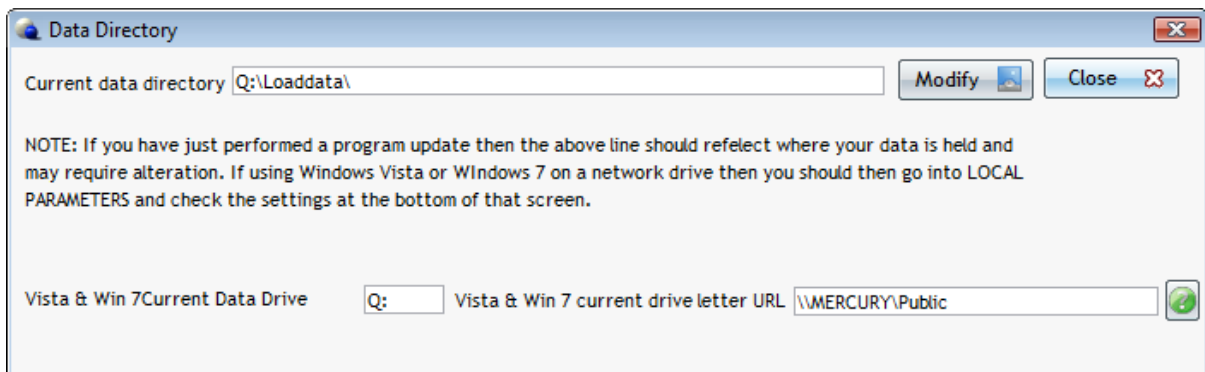 Data Directory
Current data directory Q:\Loaddata\ Modify Close
NOTE: If you have just performed a program update then the above line should refelect where your data is held and
may require alteration. If using Windows Vista or WIndows 7 on a network drive then you should then go into LOCAL
PARAMETERS and check the settings at the bottom of that screen.
Vista & Win 7Current Data Drive Q: Vista & Win 7 current drive letter URL \\MERCURY\Public